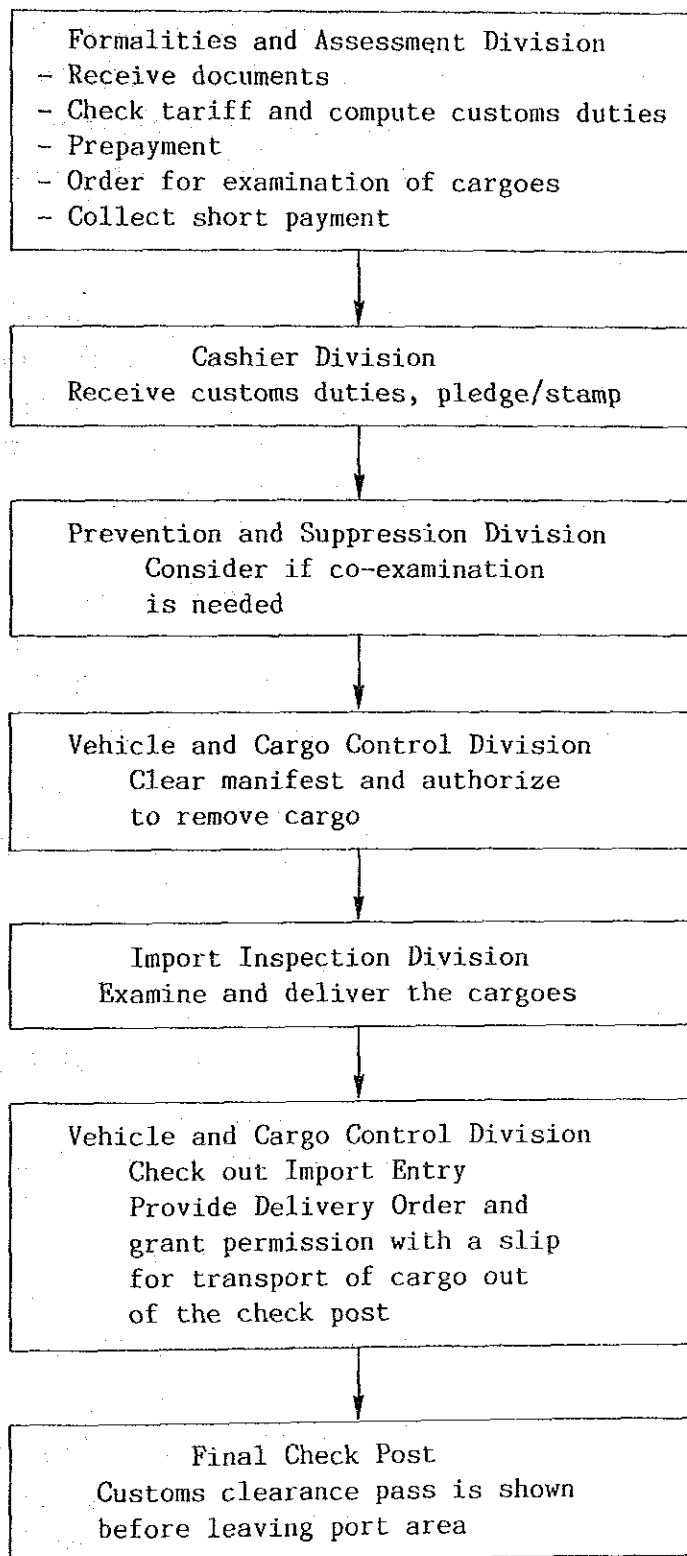 Formalities and Assessment Division
- Receive documents
- Check tariff and compute customs duties
- Prepayment
- Order for examination of cargoes
- Collect short payment
Cashier Division
Receive customs duties, pledge/stamp
Prevention and Suppression Division
Consider if co-examination
is needed
Vehicle and Cargo Control Division
Clear manifest and authorize
to remove cargo
Import Inspection Division
Examine and deliver the cargoes
Vehicle and Cargo Control Division
Check out Import Entry
Provide Delivery Order and
grant permission with a slip
for transport of cargo out
of the check post
Final Check Post
Customs clearance pass is shown
before leaving port area